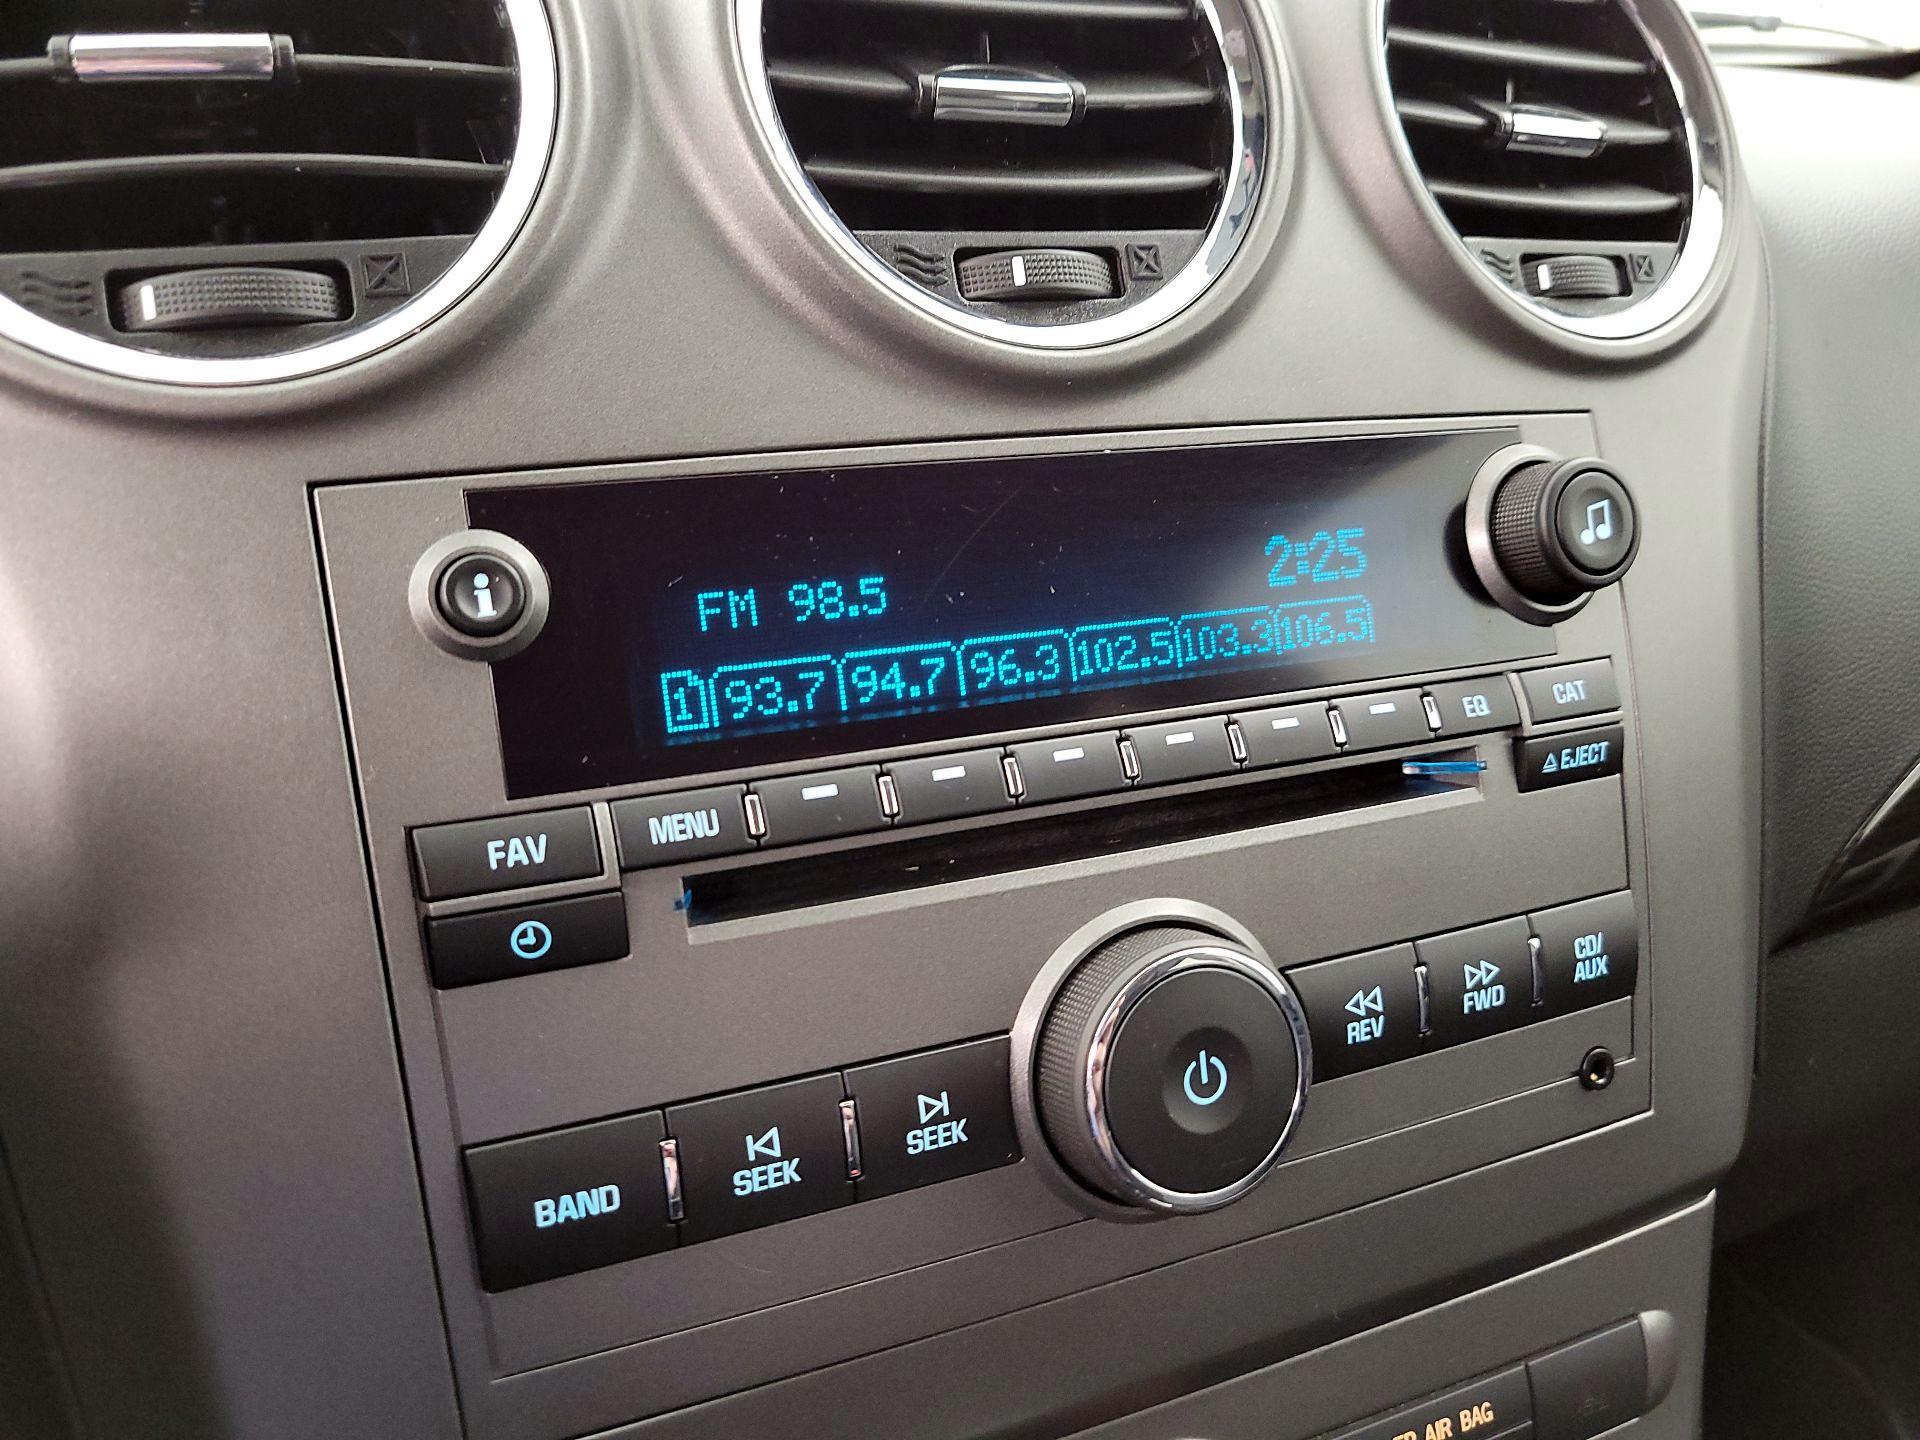 2:25
FM 98.5
1 93.7 94.7 96.3 102.5 103.3 106.5
EQ CAT
EJECT
FAV MENU
CD/
AUX
REV FWD
BAND SEEK SEEK
AIR BAG